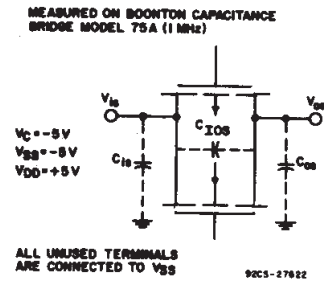 MEASURED ON BOONTON CAPACITANCE
BRIDGE MODEL 75A (1 MHz)
Vis
Vos
CIOS
VC=-5V
VSS=-5V
VDD=+5V
Cis
Cos
ALL UNUSED TERMINALS
ARE CONNECTED TO VSS
92CS-27622